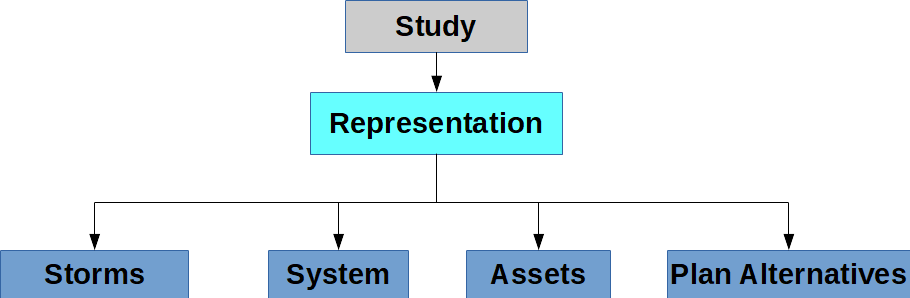 Study
Representation
Storms
System
Assets
Plan Alternatives